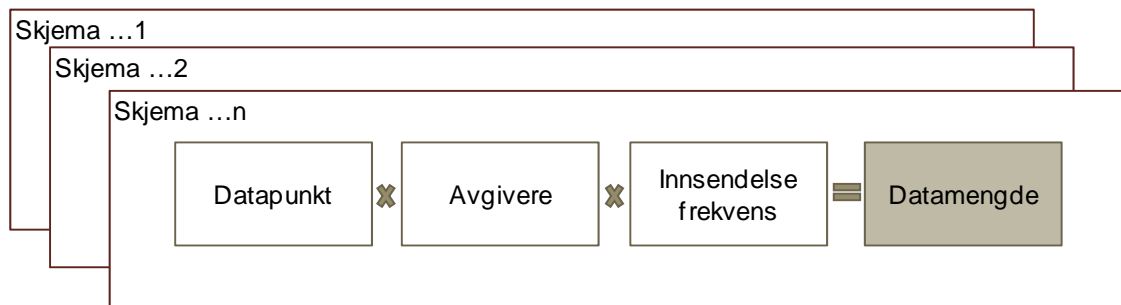 Skjema …1
Skjema …2
Skjema …n
Datapunkt × Avgivere × Innsendelse frekvens = Datamengde